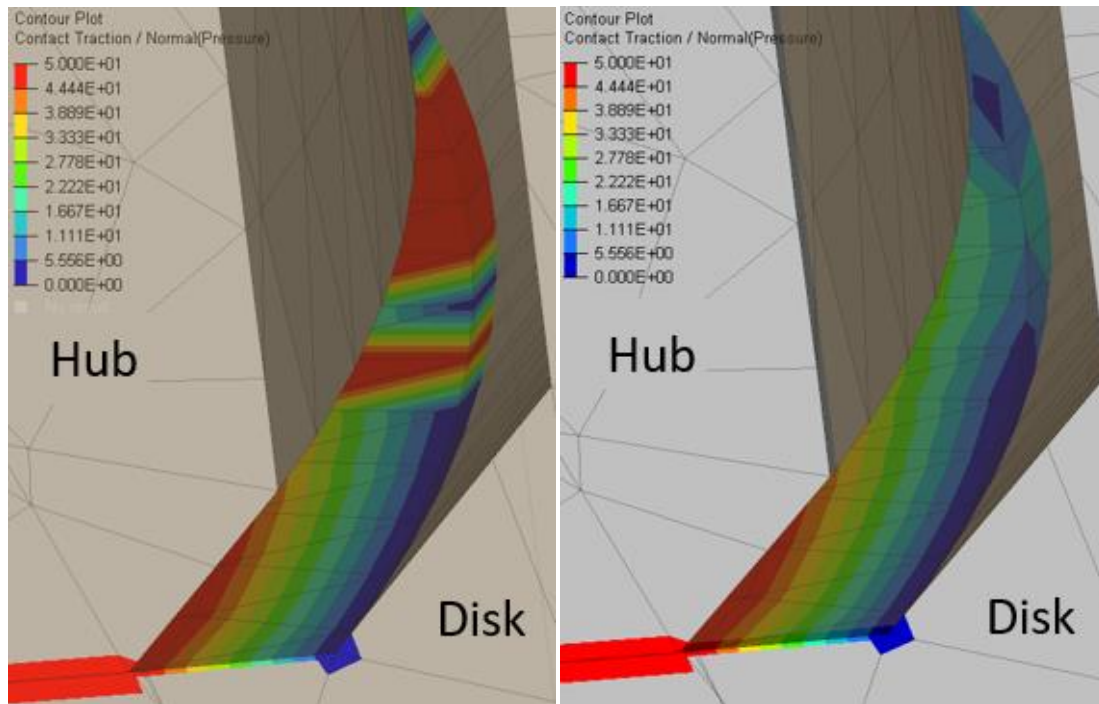 Contour Plot
Contact Traction / Normal(Pressure)
5.000E+01
4.444E+01
3.889E+01
3.333E+01
2.778E+01
2.222E+01
1.667E+01
1.111E+01
5.556E+00
0.000E+00
Hub
Disk
Contour Plot
Contact Traction / Normal(Pressure)
5.000E+01
4.444E+01
3.889E+01
3.333E+01
2.778E+01
2.222E+01
1.667E+01
1.111E+01
5.556E+00
0.000E+00
Hub
Disk